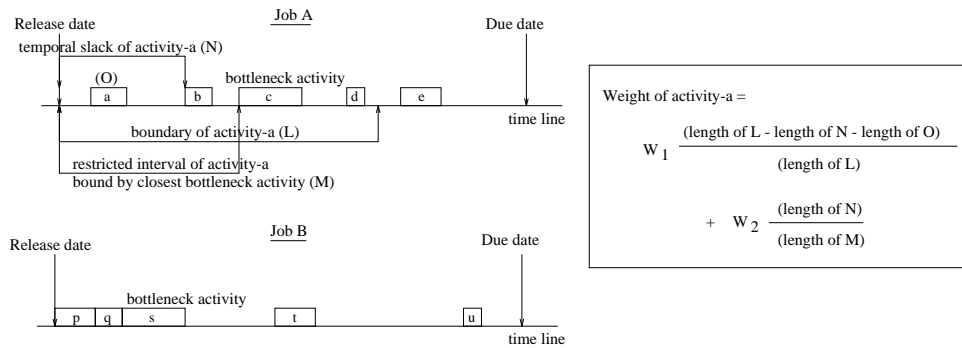 Job A
Release date
Due date
temporal slack of activity-a (N)
(O)
bottleneck activity
a
b
c
d
e
time line
boundary of activity-a (L)
restricted interval of activity-a
bound by closest bottleneck activity (M)
Job B
Release date
Due date
bottleneck activity
p
q
s
t
u
time line
Weight of activity-a =
W1 (length of L - length of N - length of O)
(length of L)
+ W2 (length of N)
(length of M)